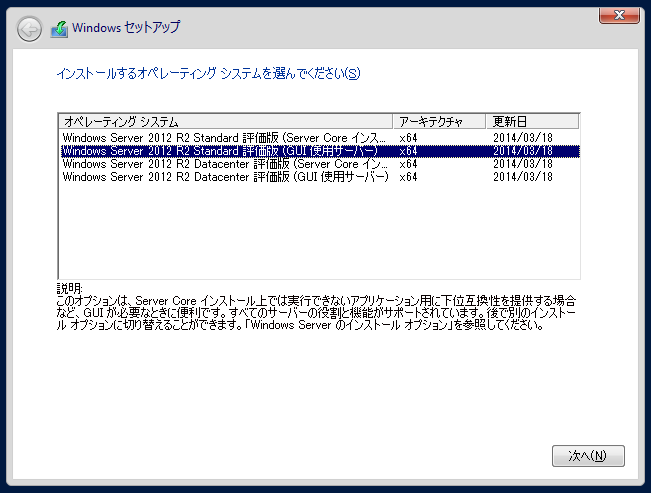 Windows セットアップ
インストールするオペレーティング システムを選んでください(S)
オペレーティング システム アーキテクチャ 更新日
Windows Server 2012 R2 Standard 評価版 (Server Core インス... x64 2014/03/18
Windows Server 2012 R2 Standard 評価版 (GUI 使用サーバー) x64 2014/03/18
Windows Server 2012 R2 Datacenter 評価版 (Server Core イン... x64 2014/03/18
Windows Server 2012 R2 Datacenter 評価版 (GUI 使用サーバー) x64 2014/03/18
説明:
このオプションは、Server Core インストール上では実行できないアプリケーション用に下位互換性を提供する場合
など、GUI が必要なときに便利です。すべてのサーバーの役割と機能がサポートされています。後で別のインストー
ル オプションに切り替えることができます。「Windows Server のインストール オプション」を参照してください。
次へ(N)